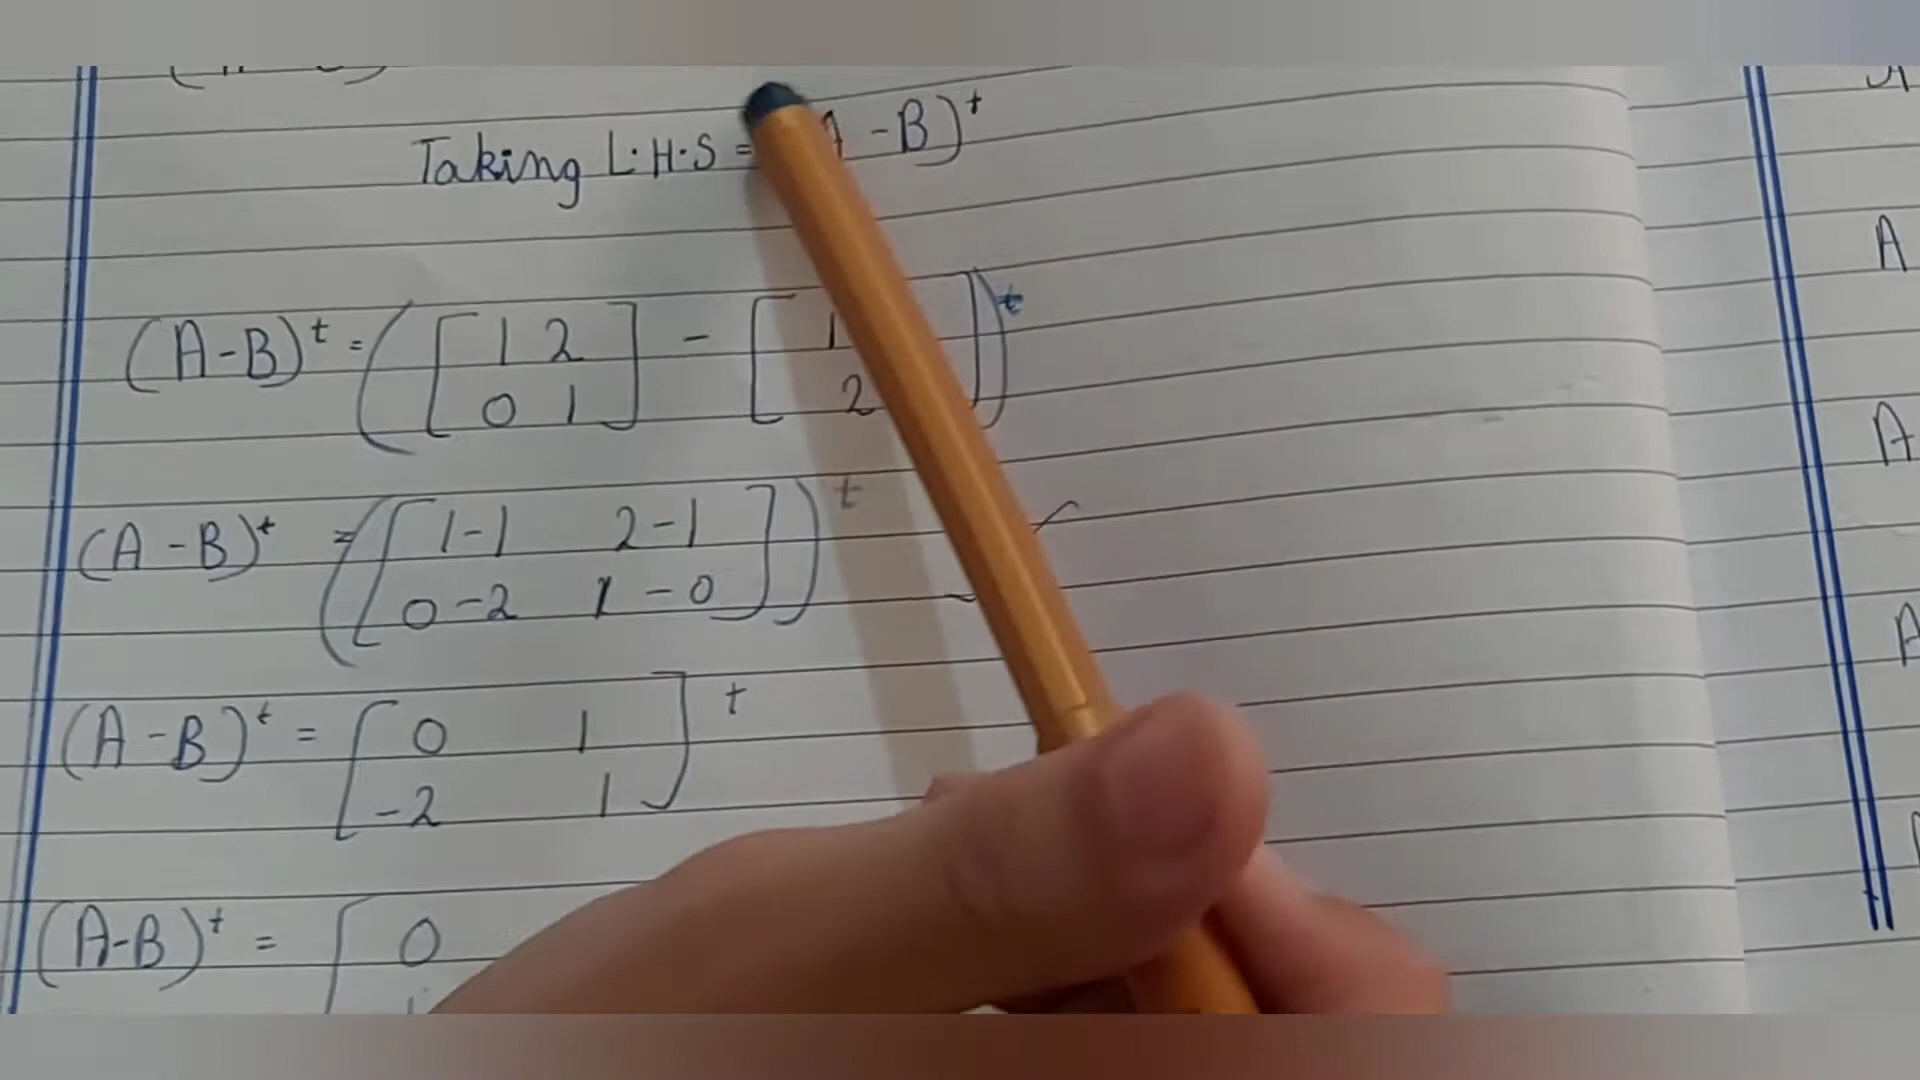 Taking L.H.S = A - B)ᵗ
(A-B)ᵗ = ([1 2] - [1 ])ᵗ
0 1 2
(A - B)ᵗ = ([1-1 2-1])ᵗ
0-2 1-0
(A - B)ᵗ = [0 1]ᵗ
-2 1
(A-B)ᵗ = [0
A
A
A